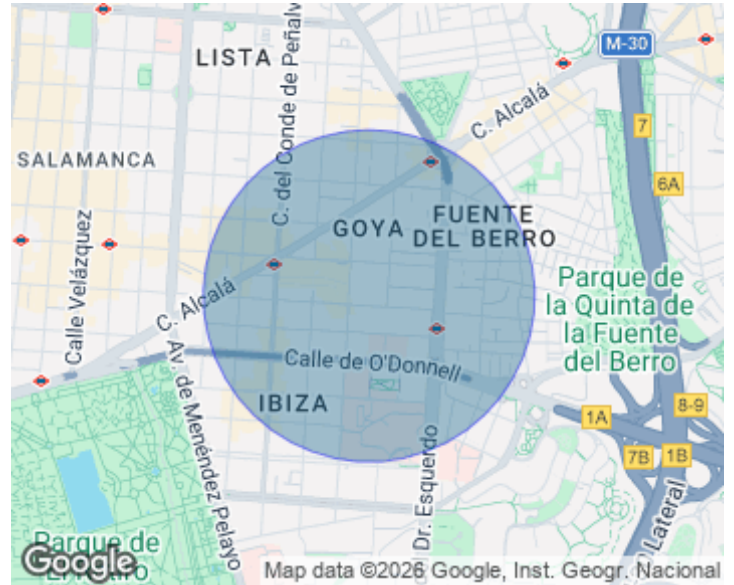 LISTA
C. del Conde de Peñalv
M-30
C. Alcalá
7
SALAMANCA
6A
GOYA
FUENTE
DEL BERRO
Calle Velázquez
C. Alcalá
Parque de
la Quinta de
la Fuente
del Berro
Calle de O'Donnell
C. Av. de Menéndez Pelayo
IBIZA
8-9
1A
7B
1B
Dr. Esquerdo
Lateral
Parque de
Google
Map data ©2026 Google, Inst. Geogr. Nacional